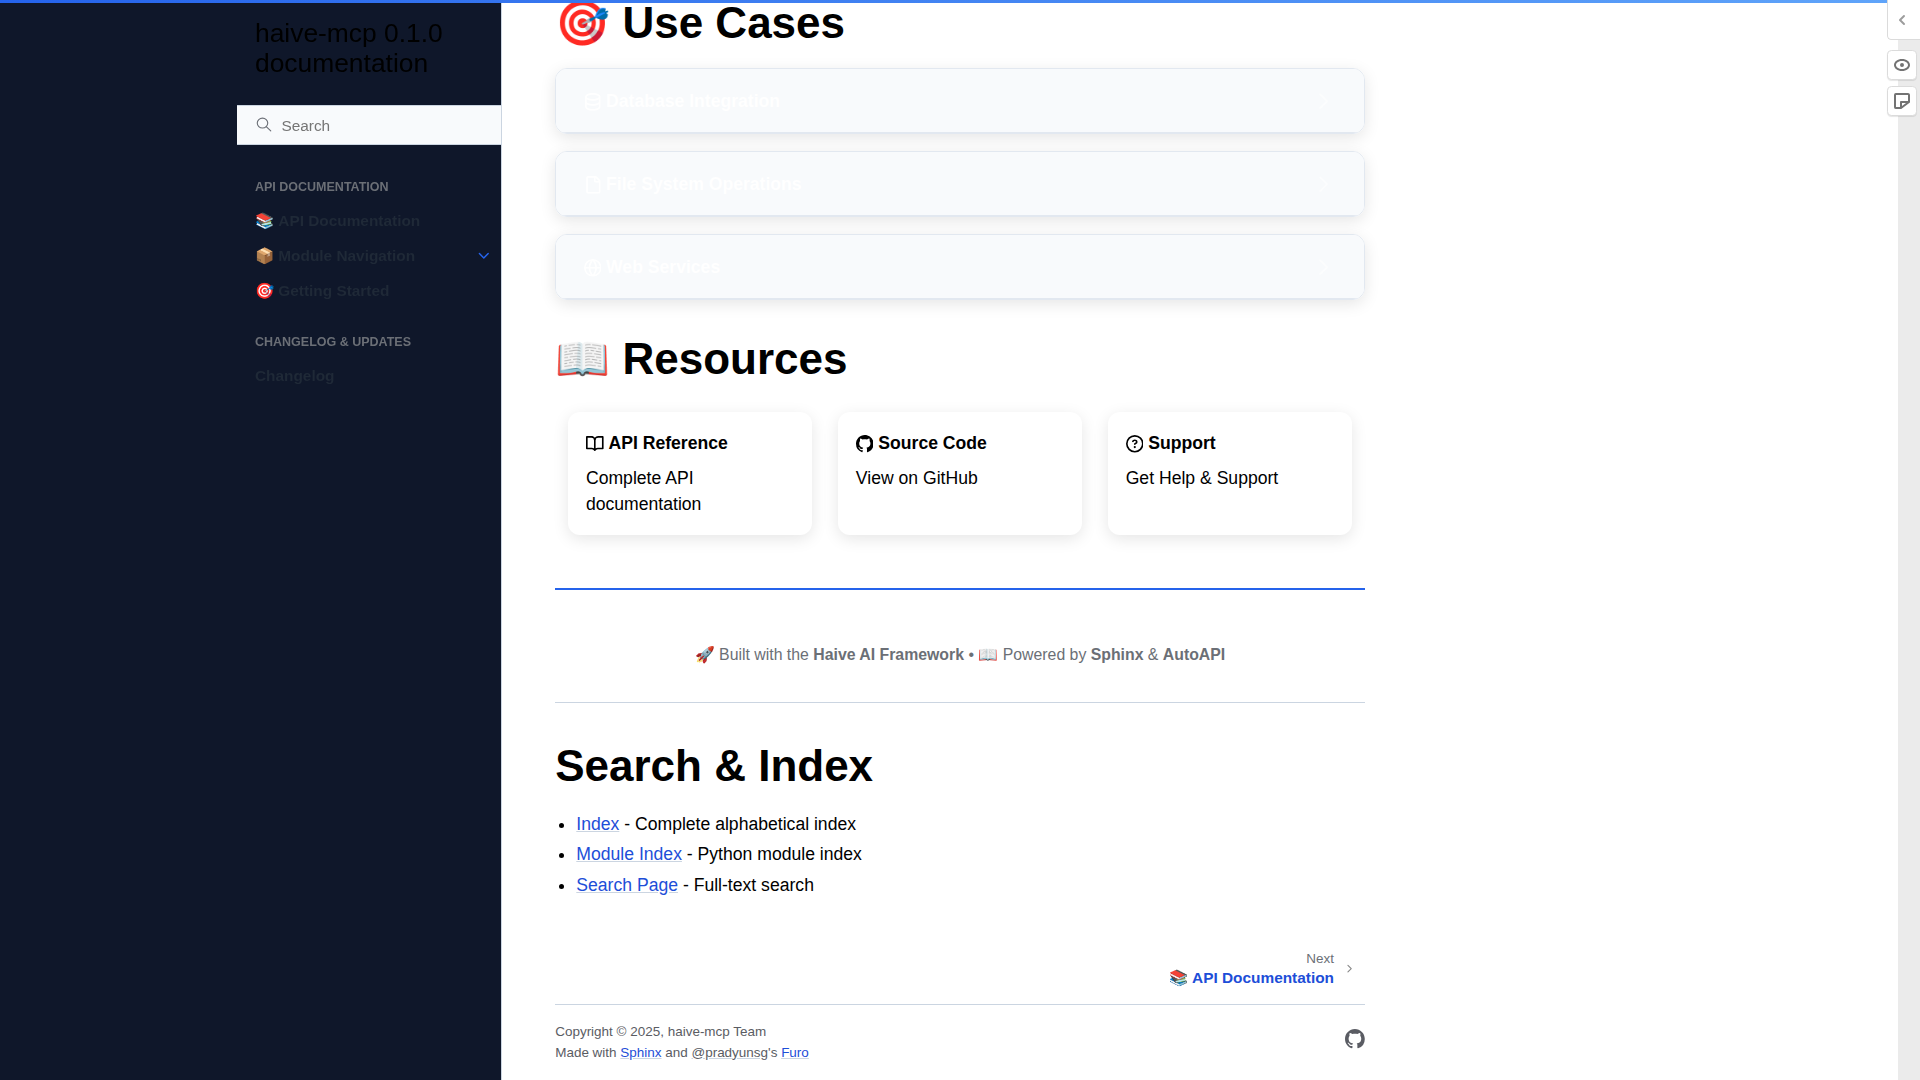 haive-mcp 0.1.0
documentation
Search
API DOCUMENTATION
API Documentation
Module Navigation
Getting Started
CHANGELOG & UPDATES
Changelog
Use Cases
Database Integration
File System Operations
Web Services
Resources
API Reference
Complete API
documentation
Source Code
View on GitHub
Support
Get Help & Support
Built with the Haive AI Framework • Powered by Sphinx & AutoAPI
Search & Index
• Index - Complete alphabetical index
• Module Index - Python module index
• Search Page - Full-text search
Next
API Documentation
Copyright © 2025, haive-mcp Team
Made with Sphinx and @pradyunsg's Furo